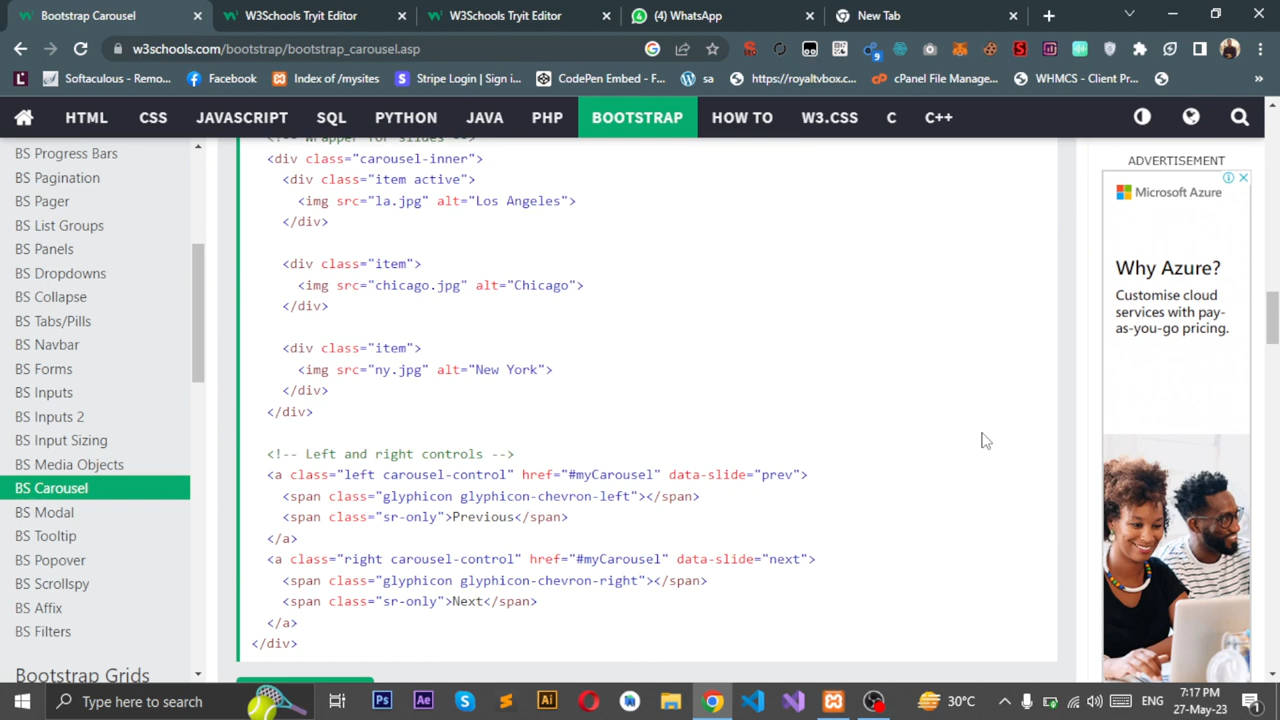 Bootstrap Carousel
W3Schools Tryit Editor
W3Schools Tryit Editor
(4) WhatsApp
New Tab
w3schools.com/bootstrap/bootstrap_carousel.asp
9
Softaculous - Remo...
Facebook
Index of /mysites
Stripe Login | Sign i...
CodePen Embed - F...
sa
https://royaltvbox.c...
cPanel File Manage...
WHMCS - Client Pr...
HTML
CSS
JAVASCRIPT
SQL
PYTHON
JAVA
PHP
BOOTSTRAP
HOW TO
W3.CSS
C
C++
BS Progress Bars
BS Pagination
BS Pager
BS List Groups
BS Panels
BS Dropdowns
BS Collapse
BS Tabs/Pills
BS Navbar
BS Forms
BS Inputs
BS Inputs 2
BS Input Sizing
BS Media Objects
BS Carousel
BS Modal
BS Tooltip
BS Popover
BS Scrollspy
BS Affix
BS Filters
Bootstrap Grids
<!-- Wrapper for slides -->
<div class="carousel-inner">
<div class="item active">
<img src="la.jpg" alt="Los Angeles">
</div>
<div class="item">
<img src="chicago.jpg" alt="Chicago">
</div>
<div class="item">
<img src="ny.jpg" alt="New York">
</div>
</div>
<!-- Left and right controls -->
<a class="left carousel-control" href="#myCarousel" data-slide="prev">
<span class="glyphicon glyphicon-chevron-left"></span>
<span class="sr-only">Previous</span>
</a>
<a class="right carousel-control" href="#myCarousel" data-slide="next">
<span class="glyphicon glyphicon-chevron-right"></span>
<span class="sr-only">Next</span>
</a>
</div>
ADVERTISEMENT
Microsoft Azure
Why Azure?
Customise cloud
services with pay-
as-you-go pricing.
Type here to search
Ps
Ae
Ai
30°C
ENG
7:17 PM
27-May-23
1